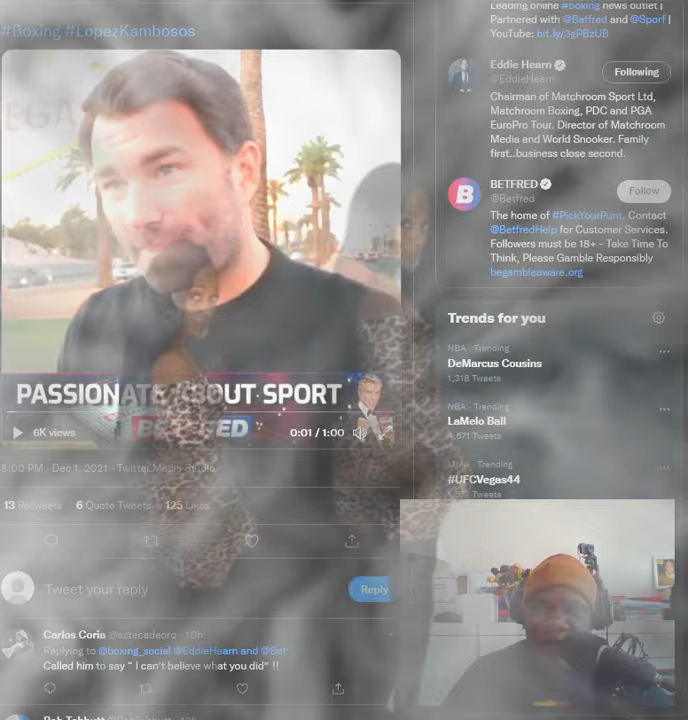 #Boxing #LopezKambosos
PASSIONATE ABOUT SPORT
6K views
0:01 / 1:00
8:00 PM · Dec 1, 2021 · Twitter Media Studio
13 Retweets 6 Quote Tweets 125 Likes
Tweet your reply
Reply
Carlos Coria @aztecadeoro · 10h
Replying to @boxing_social @EddieHearn and @Bet
Called him to say “ I can't believe what you did” !!
Leading online #boxing news outlet |
Partnered with @Betfred and @Sporf |
YouTube: bit.ly/3gPBzUB
Eddie Hearn
@EddieHearn
Following
Chairman of Matchroom Sport Ltd,
Matchroom Boxing, PDC and PGA
EuroPro Tour. Director of Matchroom
Media and World Snooker. Family
first..business close second.
BETFRED
@Betfred
Follow
The home of #PickYourPunt. Contact
@BetfredHelp for Customer Services.
Followers must be 18+ - Take Time To
Think, Please Gamble Responsibly
begambleaware.org
Trends for you
NBA · Trending
DeMarcus Cousins
1,318 Tweets
NBA · Trending
LaMelo Ball
4,671 Tweets
Trending
#UFCVegas44
Tweets